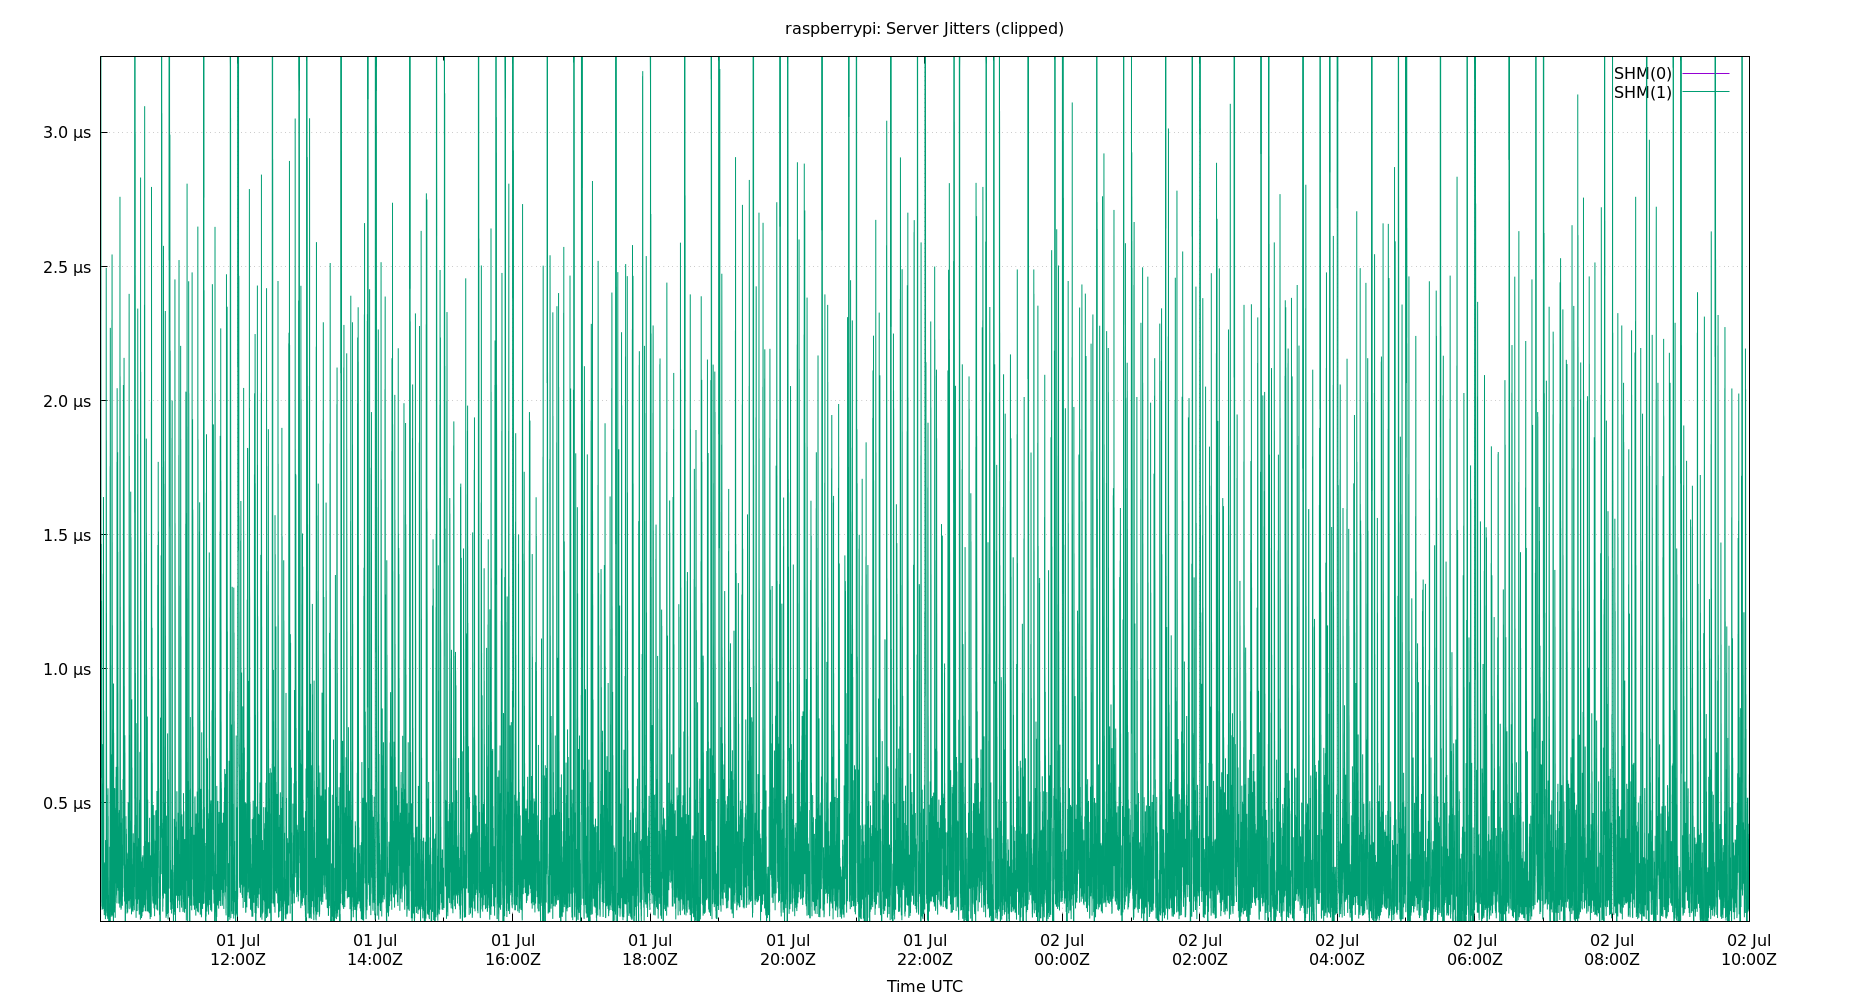 raspberrypi: Server Jitters (clipped)
SHM(0)
SHM(1)
3.0 μs
2.5 μs
2.0 μs
1.5 μs
1.0 μs
0.5 μs
01 Jul 01 Jul 01 Jul 01 Jul 01 Jul 01 Jul 02 Jul 02 Jul 02 Jul 02 Jul 02 Jul 02 Jul
12:00Z 14:00Z 16:00Z 18:00Z 20:00Z 22:00Z 00:00Z 02:00Z 04:00Z 06:00Z 08:00Z 10:00Z
Time UTC